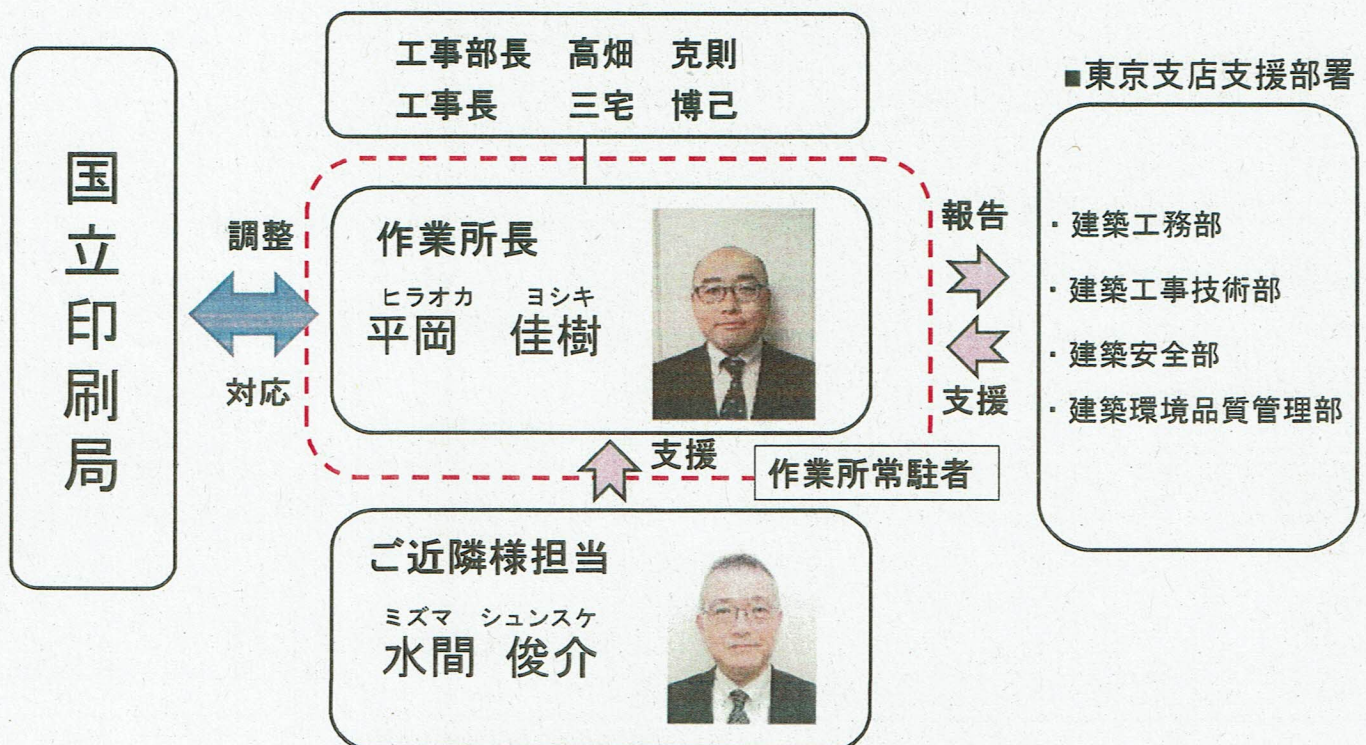 工事部長 高畑 克則
工事長 三宅 博己
国立印刷局
調整
対応
作業所長
ヒラオカ ヨシキ
平岡 佳樹
作業所常駐者
支援
ご近隣様担当
ミズマ シュンスケ
水間 俊介
報告
支援
■東京支店支援部署
・建築工務部
・建築工事技術部
・建築安全部
・建築環境品質管理部